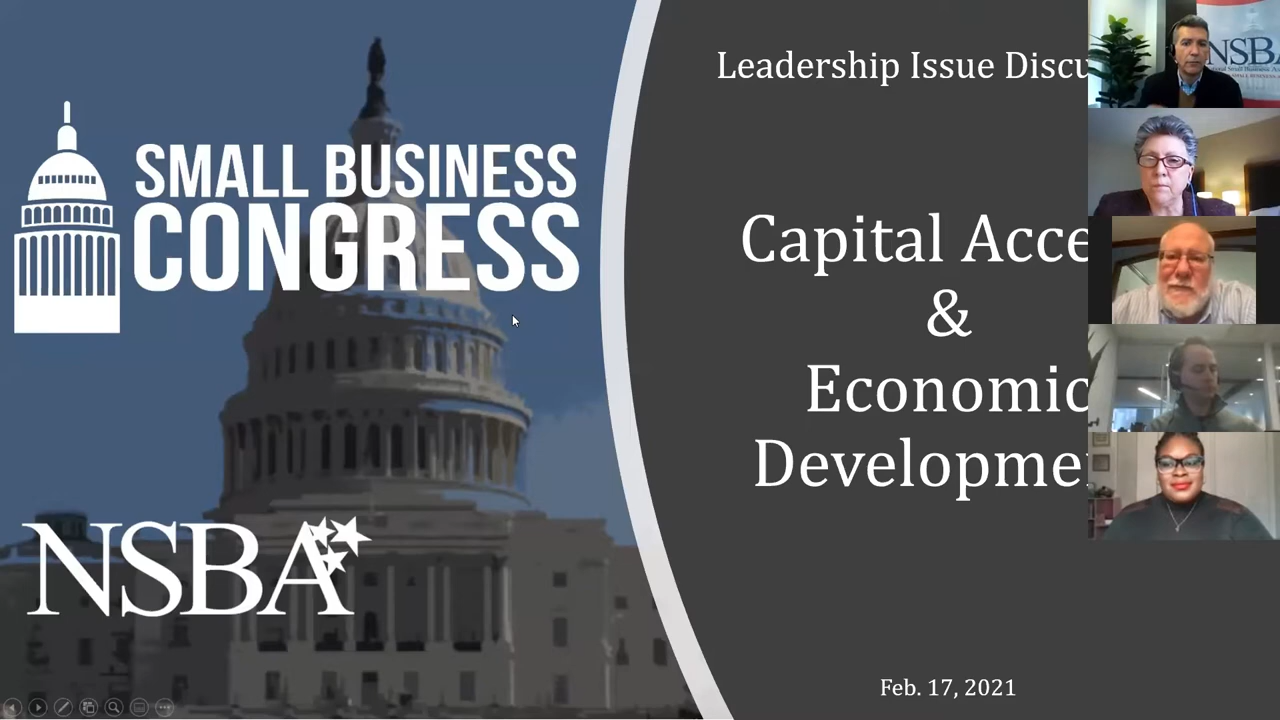 SMALL BUSINESS
CONGRESS
NSBA
Leadership Issue Discu
Capital Acce
&
Economic
Developme
Feb. 17, 2021
NSBA